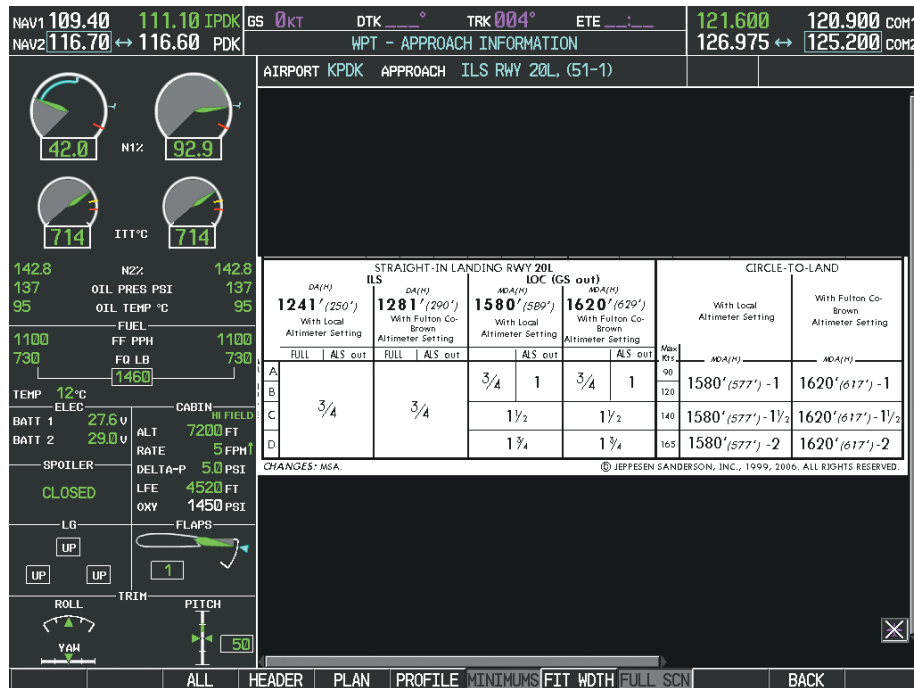 NAV1 109.40 111.10 IPDK GS 0KT DTK ___° TRK 004° ETE __:__ 121.600 120.900 COM1
NAV2 116.70 ↔ 116.60 PDK WPT - APPROACH INFORMATION 126.975 ↔ 125.200 COM2
AIRPORT KPDK APPROACH ILS RWY 20L, (51-1)
42.0 N1% 92.9
714 ITT°C 714
142.8 N2% 142.8
137 OIL PRES PSI 137
95 OIL TEMP °C 95
FUEL
1100 FF PPH 1100
730 FQ LB 730
1460
TEMP 12°C
ELEC
BATT 1 27.6 V
BATT 2 29.0 V
CABIN
HI FIELD
ALT 7200 FT
RATE 5 FPM↑
DELTA-P 5.0 PSI
LFE 4520 FT
OXY 1450 PSI
SPOILER
CLOSED
LG
UP
UP UP
FLAPS
1
TRIM
ROLL PITCH
YAW 50
STRAIGHT-IN LANDING RWY 20L CIRCLE-TO-LAND
ILS LOC (GS out)
DA(H) DA(H) MDA(H) MDA(H)
1241'(250') 1281'(290') 1580'(589') 1620'(629')
With Local Altimeter Setting
With Fulton Co-Brown Altimeter Setting
With Local Altimeter Setting
With Fulton Co-Brown Altimeter Setting
With Local Altimeter Setting
With Fulton Co-Brown Altimeter Setting
FULL ALS out FULL ALS out ALS out ALS out Max Kts. MDA(H) MDA(H)
A 3/4 3/4 3/4 1 3/4 1 90 1580'(577')-1 1620'(617')-1
B 120
C 1 1/2 1 1/2 140 1580'(577')-1 1/2 1620'(617')-1 1/2
D 1 3/4 1 3/4 165 1580'(577')-2 1620'(617')-2
CHANGES: MSA. © JEPPESEN SANDERSON, INC., 1999, 2006. ALL RIGHTS RESERVED.
ALL HEADER PLAN PROFILE MINIMUMS FIT WDTH FULL SCN BACK